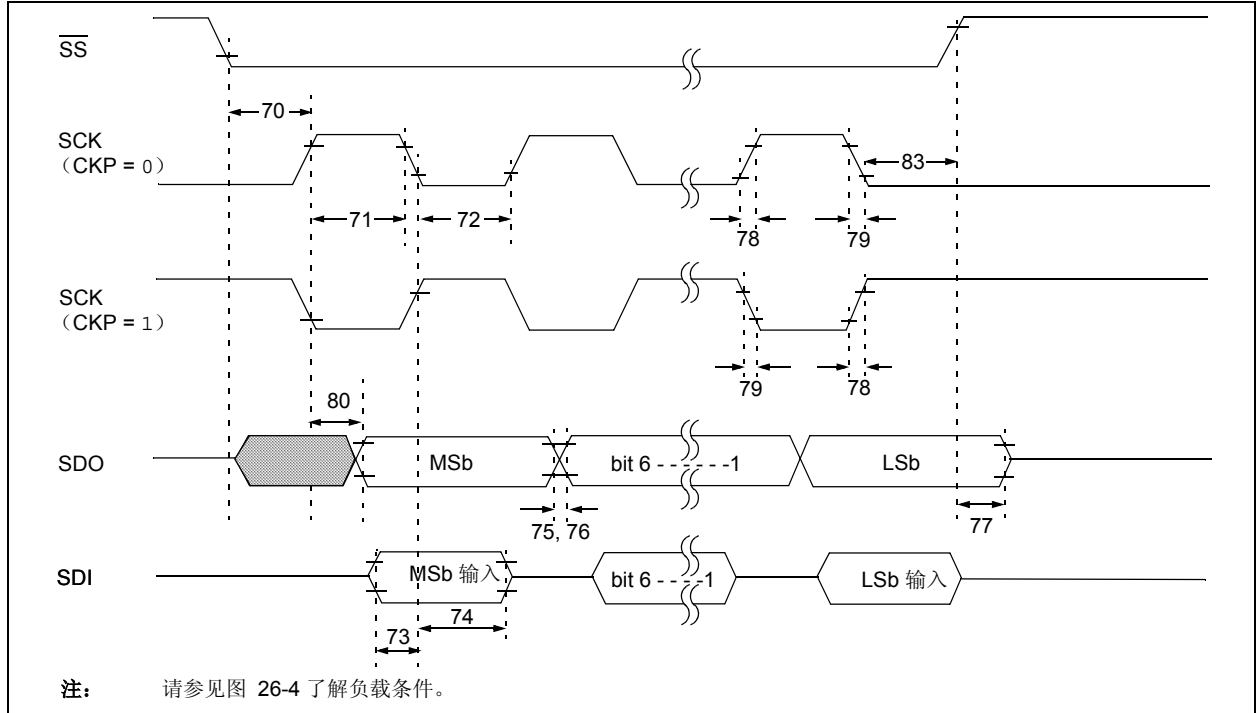 SS
70
SCK
（CKP = 0）
83
71
72
78
79
SCK
（CKP = 1）
79
78
80
SDO
MSb
bit 6 - - - - - -1
LSb
75, 76
77
SDI
MSb 输入
bit 6 - - - -1
LSb 输入
74
73
注： 请参见图 26-4 了解负载条件。